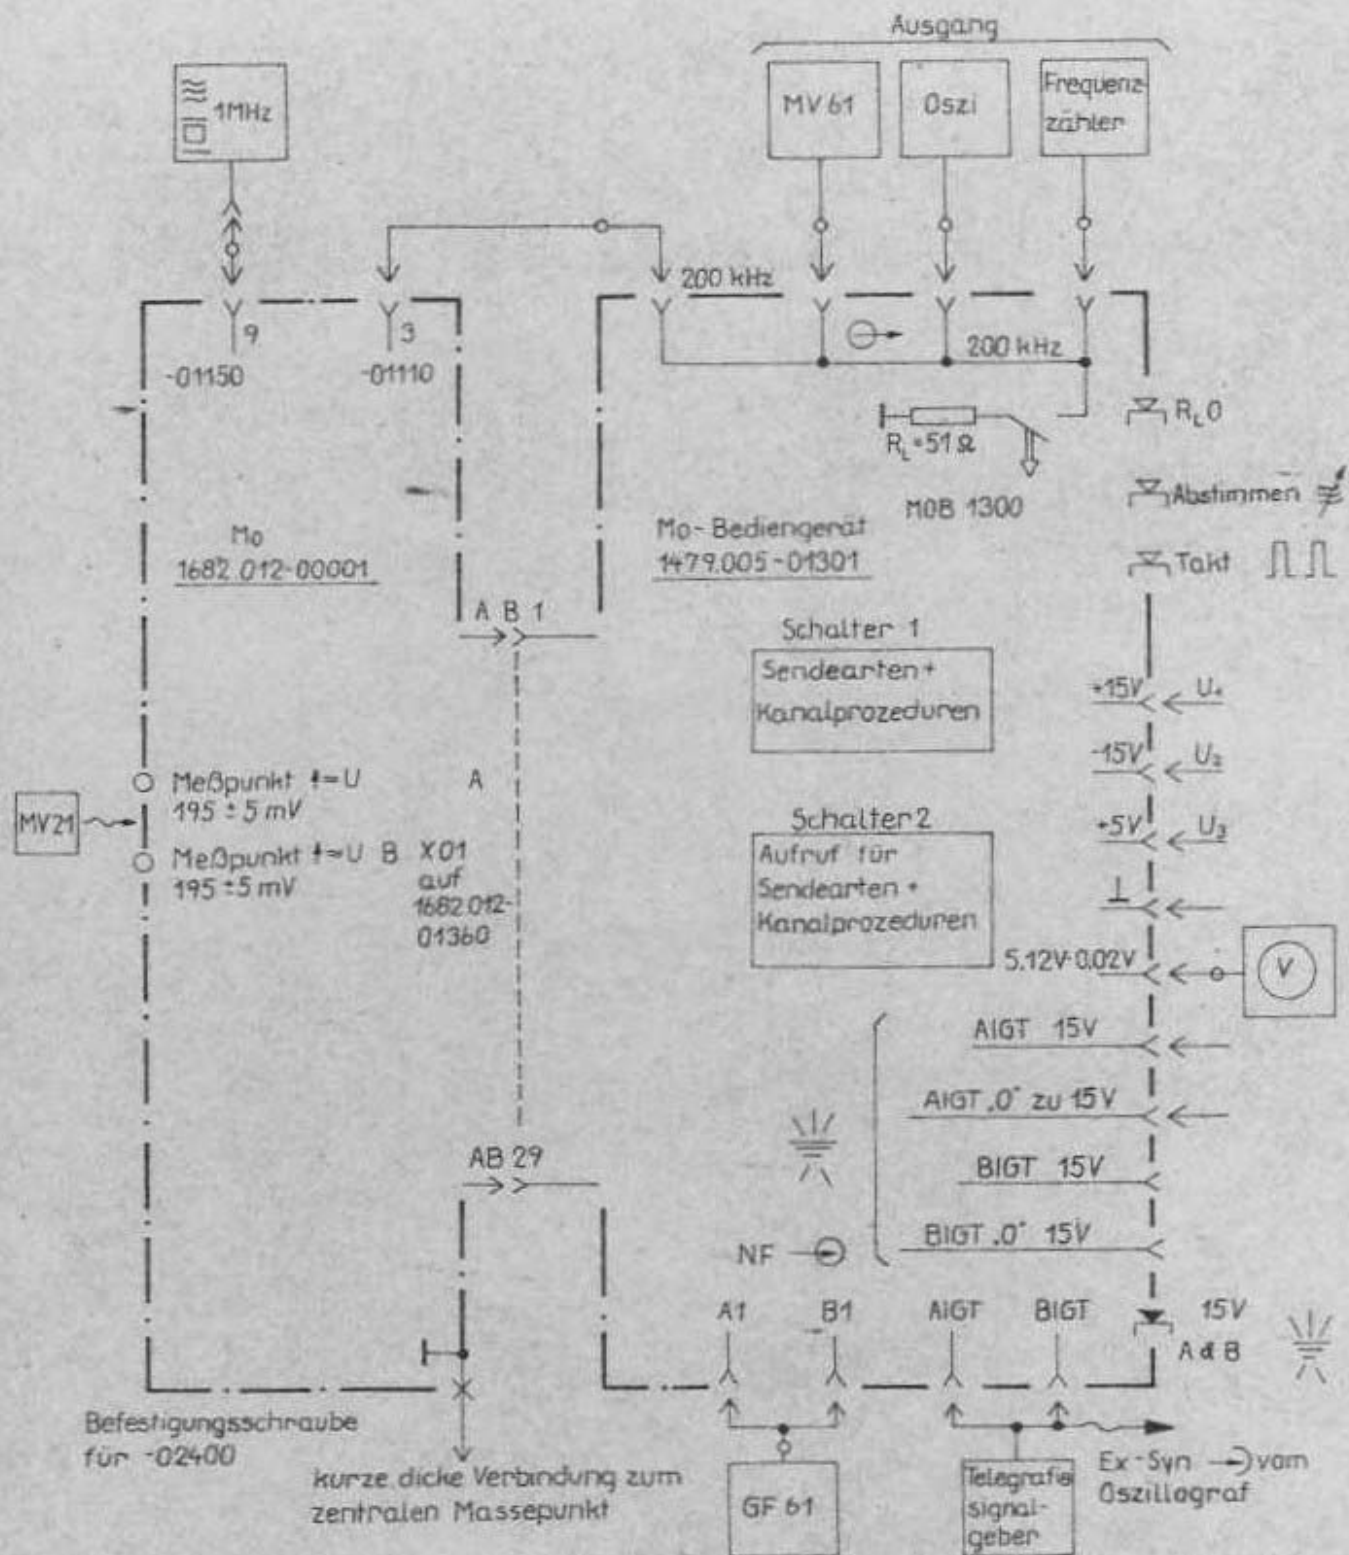 Ausgang
1MHz
MV 61
Oszi
Frequenz-
zähler
200 kHz
9
3
-01150
-01110
200 kHz
R_L 0
R_L=51 Ω
MOB 1300
Abstimmen
Takt
Mo
1682.012-00001
Mo-Bediengerät
1479.005-01301
A B 1
Schalter 1
Sendearten+
Kanalprozeduren
+15V
U₁
-15V
U₂
+5V
U₃
Meßpunkt f=U A
195 ± 5 mV
MV21
Meßpunkt f=U B
195 ± 5 mV
X01
auf
1682.012-
01360
Schalter 2
Aufruf für
Sendearten +
Kanalprozeduren
5.12V-0.02V
V
AIGT 15V
AIGT „0" zu 15V
BIGT 15V
BIGT „0" 15V
AB 29
NF
A1
B1
AIGT
BIGT
15V
A & B
Befestigungsschraube
für -02400
kurze dicke Verbindung zum
zentralen Massepunkt
GF 61
Telegrafie
signal-
geber
Ex-Syn vom
Oszillograf